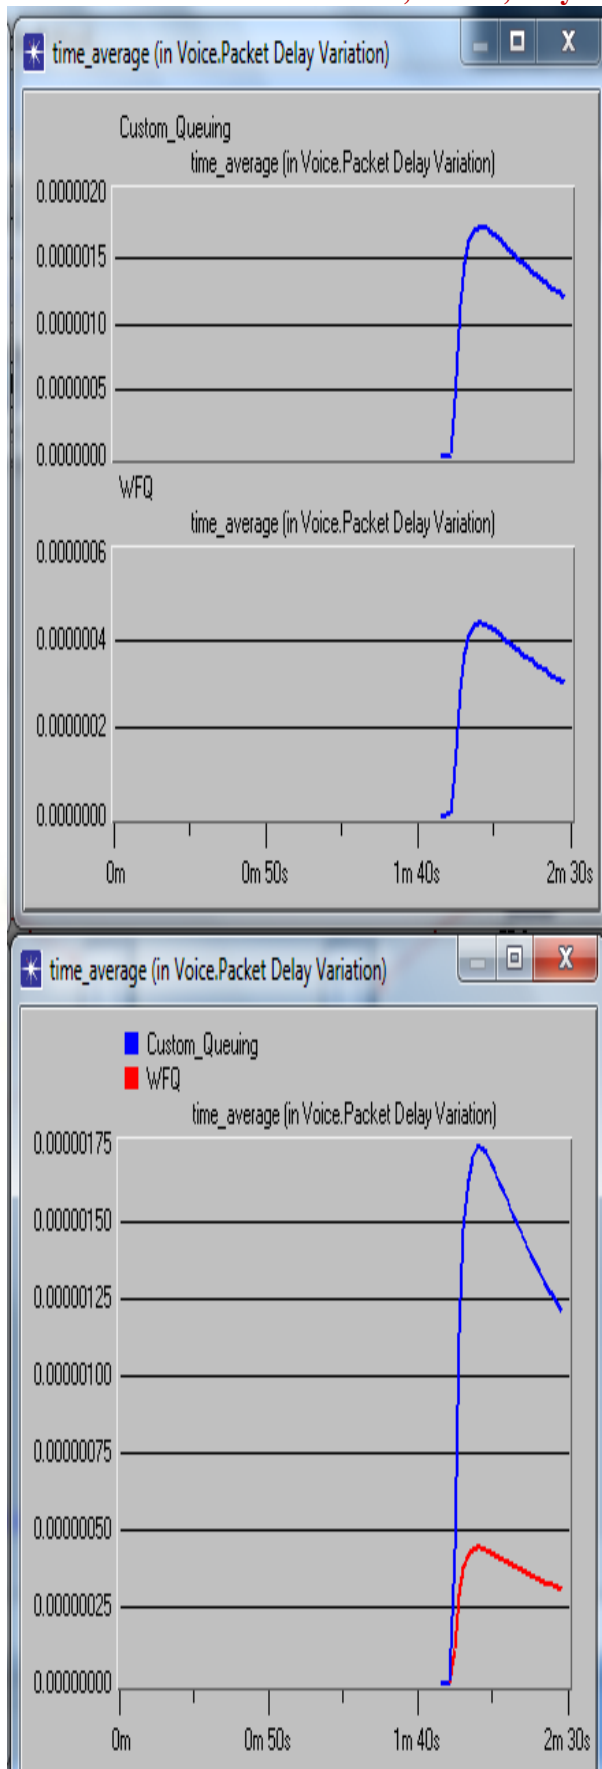 time_average (in Voice.Packet Delay Variation)
Custom_Queuing
time_average (in Voice.Packet Delay Variation)
0.0000020
0.0000015
0.0000010
0.0000005
0.0000000
WFQ
time_average (in Voice.Packet Delay Variation)
0.0000006
0.0000004
0.0000002
0.0000000
0m 0m 50s 1m 40s 2m 30s
time_average (in Voice.Packet Delay Variation)
Custom_Queuing
WFQ
time_average (in Voice.Packet Delay Variation)
0.00000175
0.00000150
0.00000125
0.00000100
0.00000075
0.00000050
0.00000025
0.00000000
0m 0m 50s 1m 40s 2m 30s